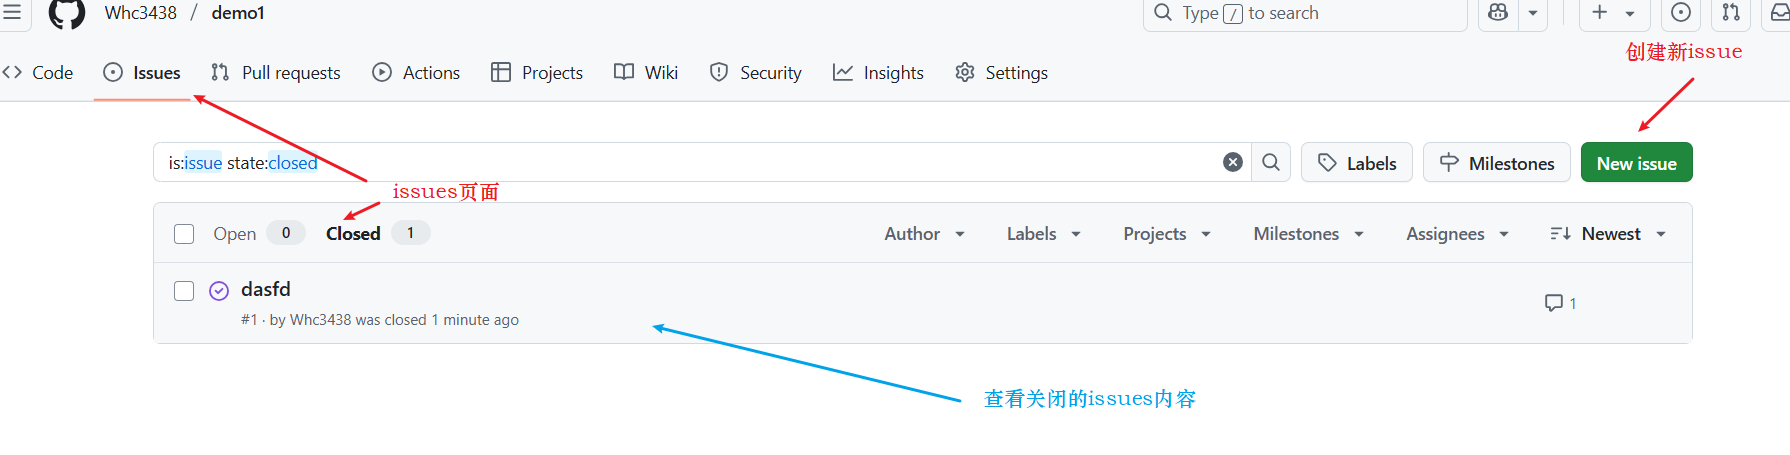 Whc3438 / demo1
Type / to search
创建新issue
Code Issues Pull requests Actions Projects Wiki Security Insights Settings
is:issue state:closed
Labels
Milestones
New issue
issues页面
Open 0 Closed 1 Author Labels Projects Milestones Assignees Newest
dasfd
#1 · by Whc3438 was closed 1 minute ago
1
查看关闭的issues内容